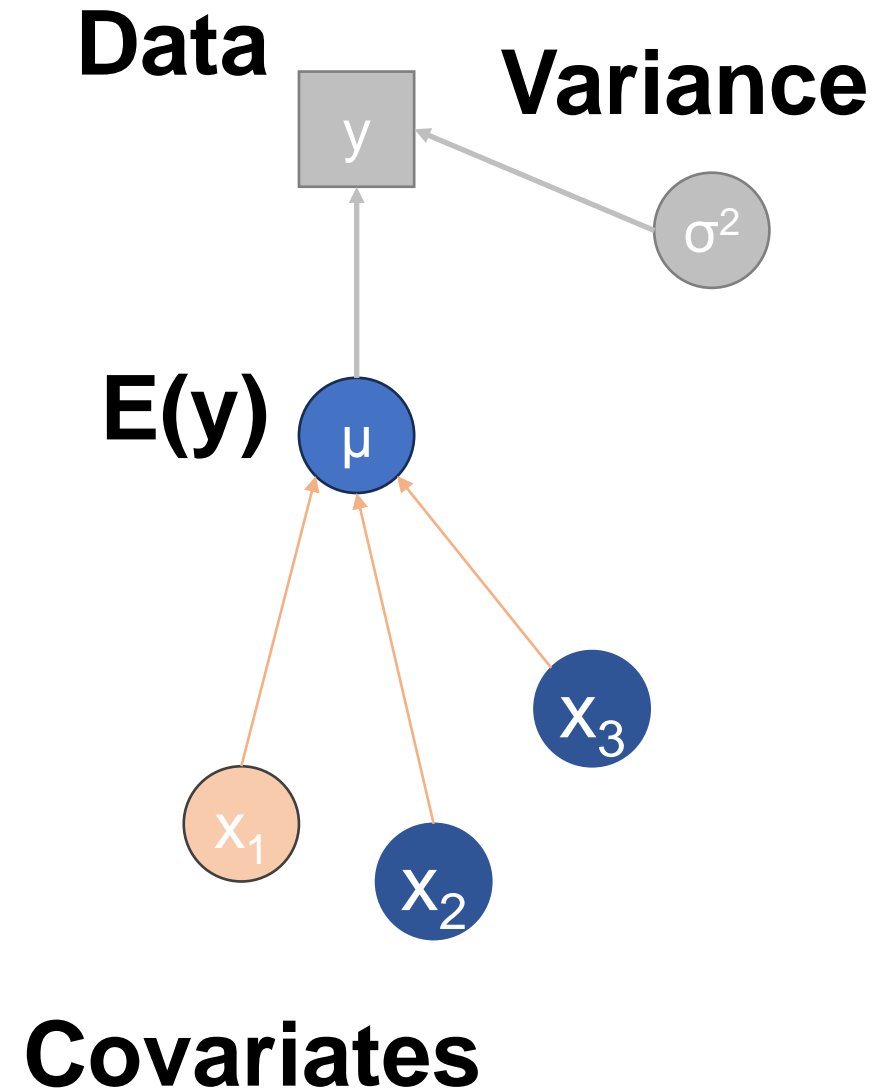 Data
Variance
y
σ²
E(y)
μ
x₃
x₁
x₂
Covariates